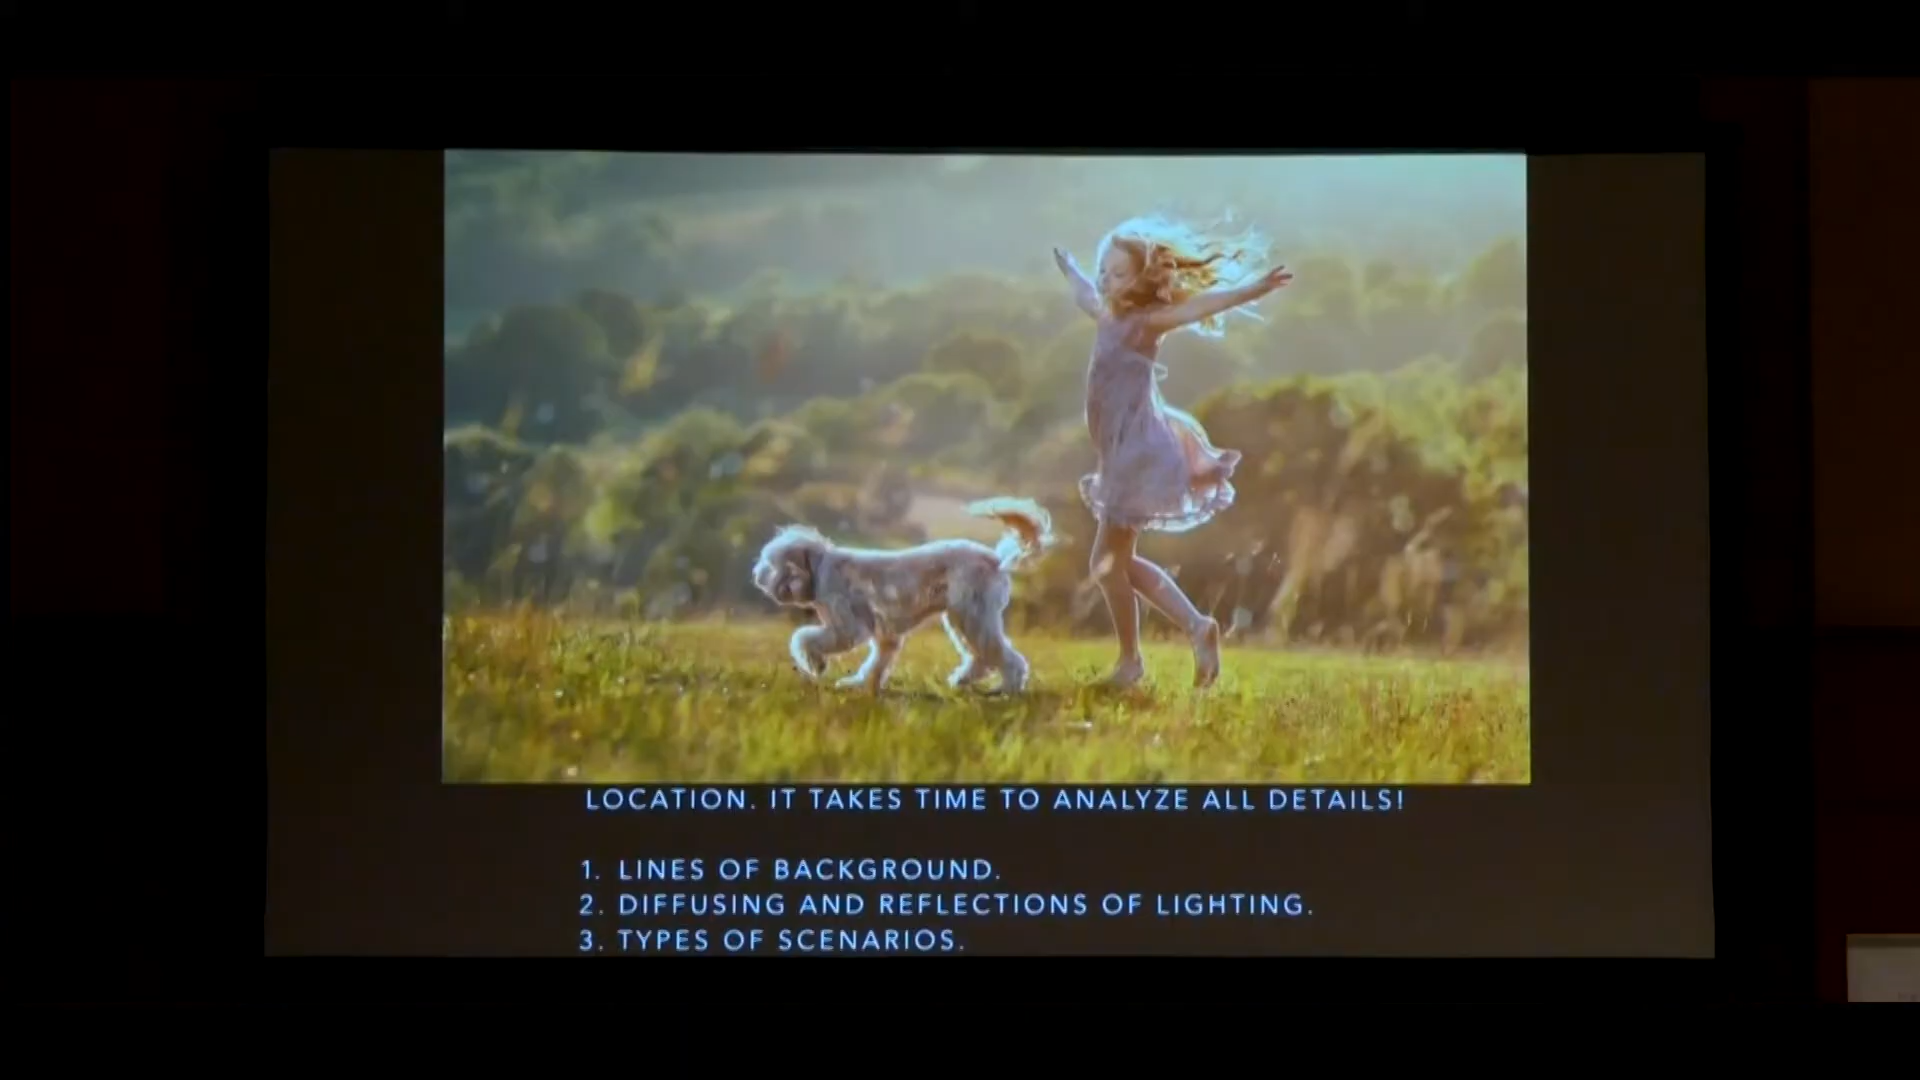 LOCATION. IT TAKES TIME TO ANALYZE ALL DETAILS!
1. LINES OF BACKGROUND.
2. DIFFUSING AND REFLECTIONS OF LIGHTING.
3. TYPES OF SCENARIOS.